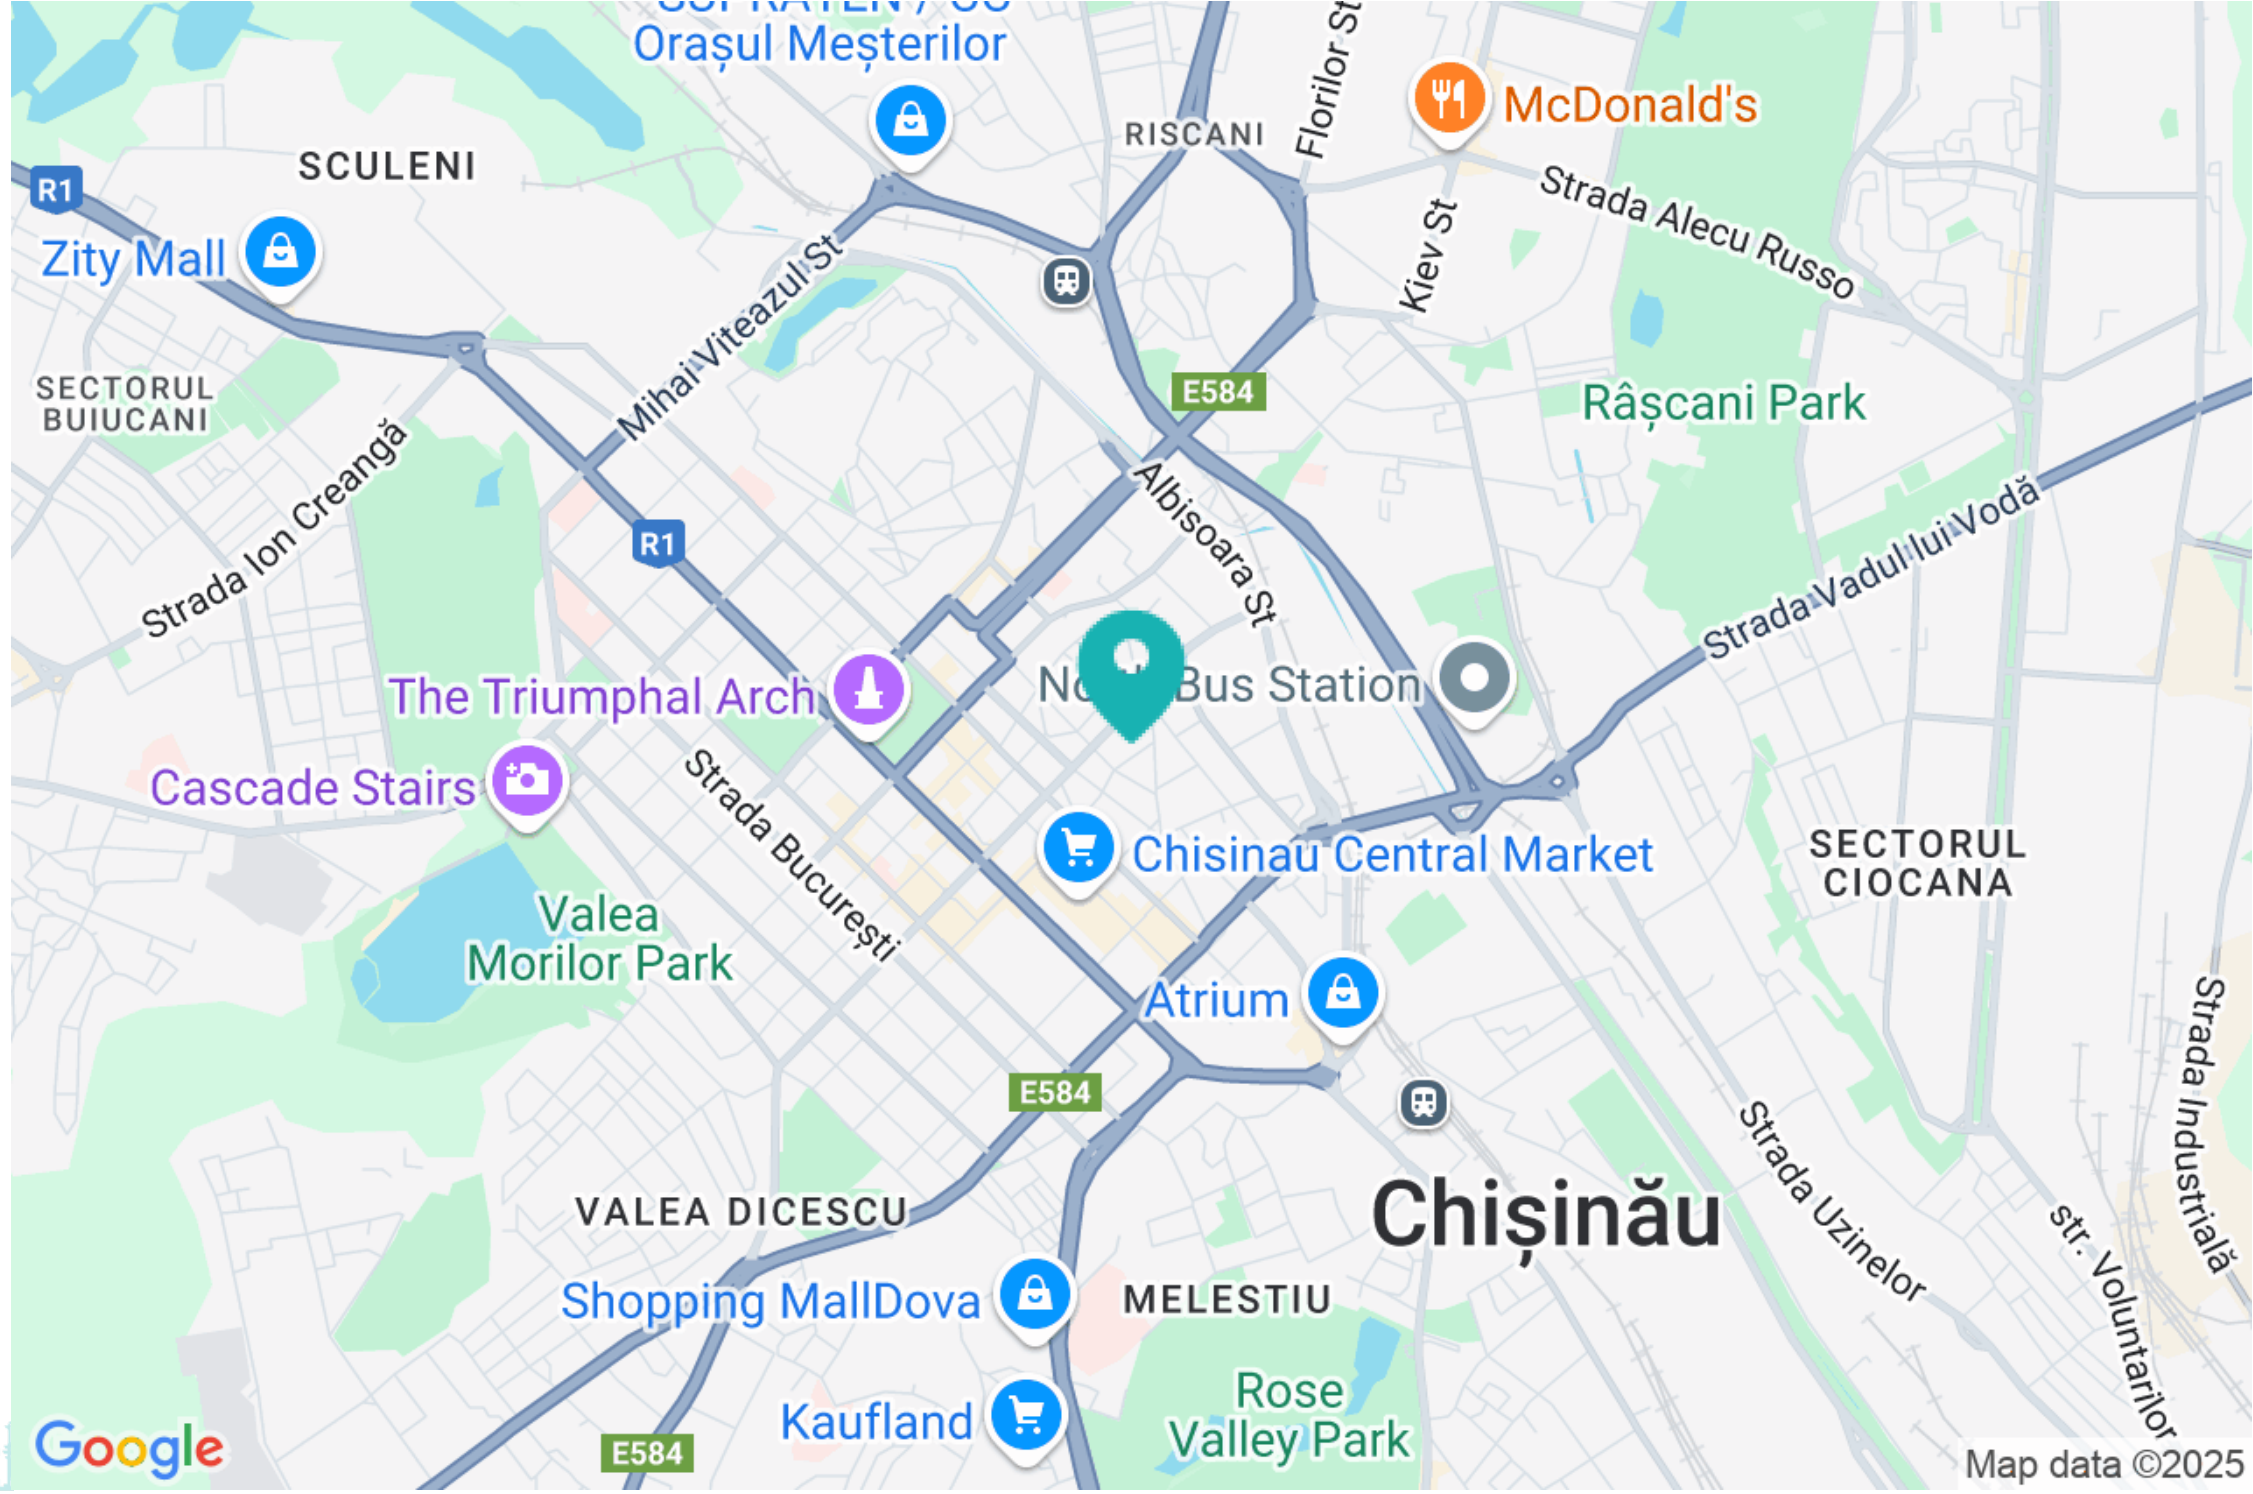 Orașul Meșterilor
Florilor St
McDonald's
RISCANI
SCULENI
R1
Zity Mall
Strada Alecu Russo
Kiev St
Mihai Viteazul St
SECTORUL
BUIUCANI
E584
Râșcani Park
Strada Ion Creangă
R1
Albisoara St
Strada Vadul lui Vodă
The Triumphal Arch
Bus Station
Cascade Stairs
Strada București
Chisinau Central Market
SECTORUL
CIOCANA
Valea
Morilor Park
Atrium
Strada Industrială
E584
Strada Uzinelor
VALEA DICESCU
Chișinău
str. Voluntarilor
Shopping MallDova
MELESTIU
Rose
Valley Park
Kaufland
E584
Google
Map data ©2025